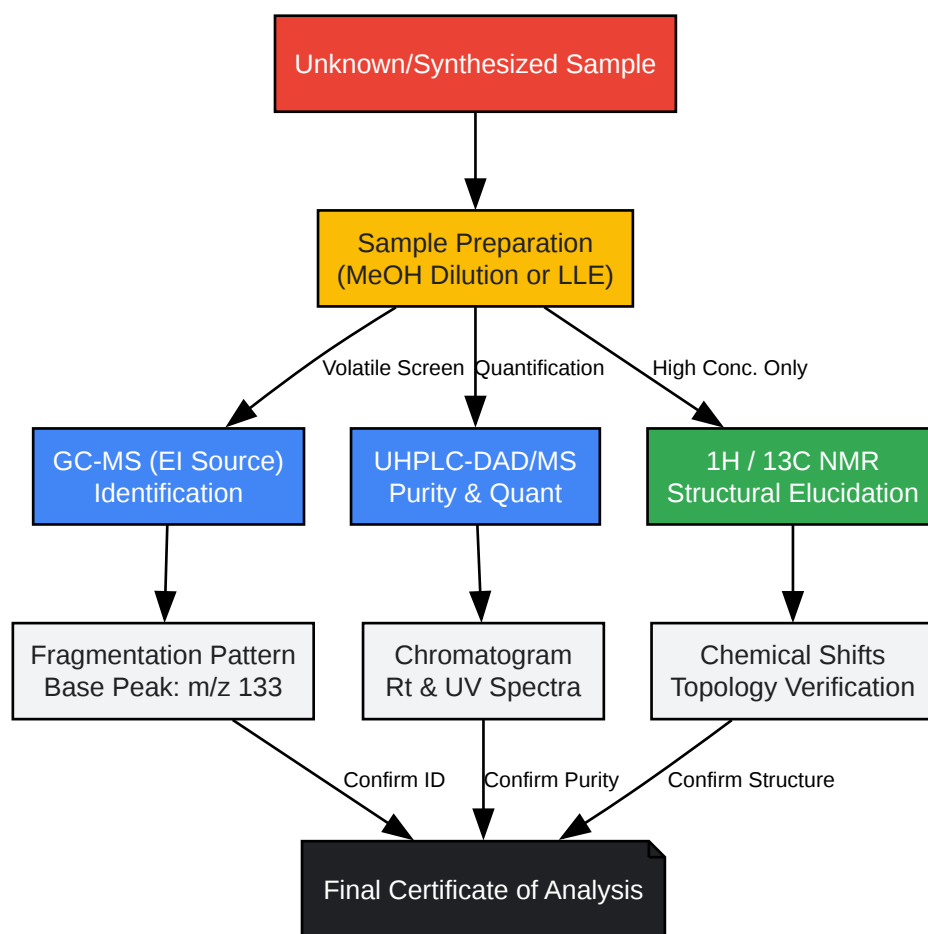 Unknown/Synthesized Sample
Sample Preparation
(MeOH Dilution or LLE)
Volatile Screen
Quantification
High Conc. Only
GC-MS (EI Source)
Identification
UHPLC-DAD/MS
Purity & Quant
1H / 13C NMR
Structural Elucidation
Fragmentation Pattern
Base Peak: m/z 133
Chromatogram
Rt & UV Spectra
Chemical Shifts
Topology Verification
Confirm ID
Confirm Purity
Confirm Structure
Final Certificate of Analysis